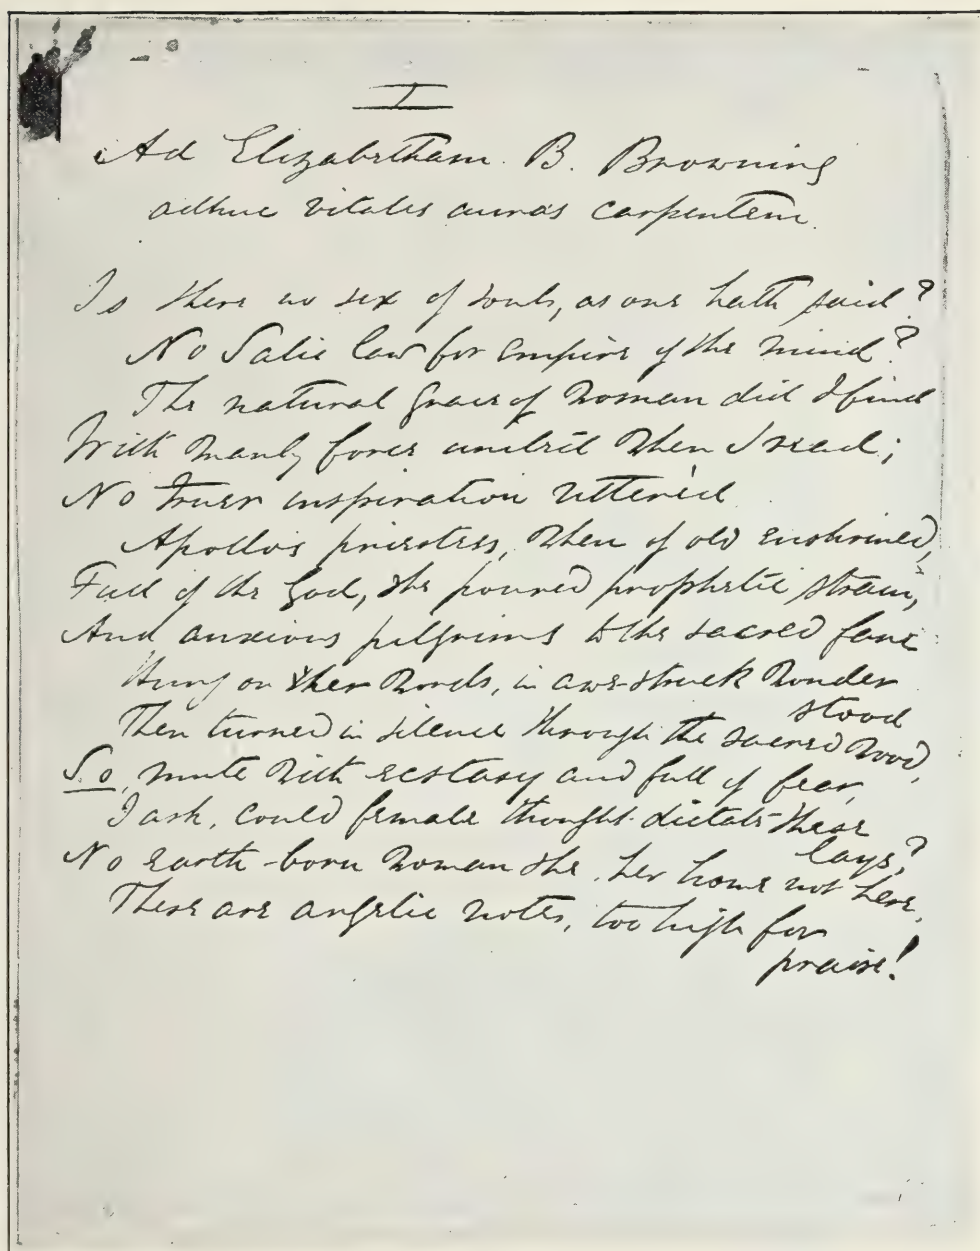 I
Ad Elizabetham B. Browning
adhuc vitales auras carpentem.
Is there no sex of souls, as one hath said?
No Salic law for empire of the mind?
The natural grace of woman did I find
With manly force united when I read;
No truer inspiration utterèd
Apollo's priestess, when of old enshrined,
Full of the God, she poured prophetic strain,
And anxious pilgrims to the sacred fane
Hung on her words, in awe-struck wonder
stood
Then turned in silence through the sacred wood,
So, mute with ecstasy and full of fear,
I ask, could female thought dictate these
lays?
No earth-born woman she, her home not here,
There are angelic notes, too high for
praise!